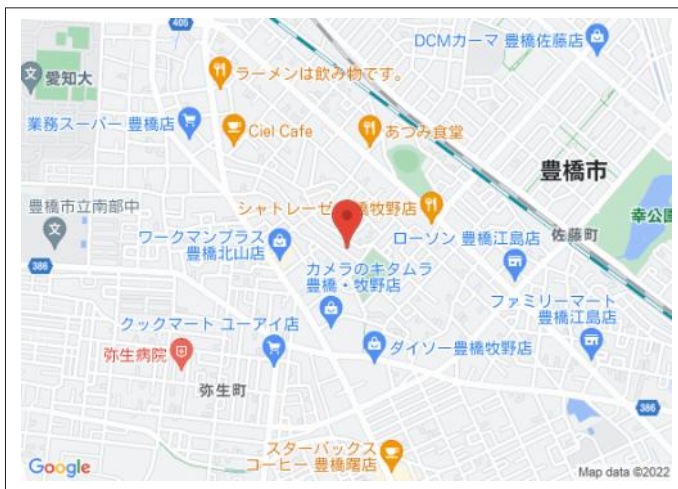 405
DCMカーマ 豊橋佐藤店
文 愛知大
ラーメンは飲み物です。
業務スーパー 豊橋店
Ciel Cafe
あつみ食堂
豊橋市
豊橋市立南部中
文
シャトレーゼ
橋牧野店
幸公園
ワークマンプラス
豊橋北山店
ローソン 豊橋江島店
佐藤町
386
カメラのキタムラ
豊橋・牧野店
ファミリーマート
豊橋江島店
クックマート ユーアイ店
ダイソー豊橋牧野店
弥生病院
弥生町
386
スターバックス
コーヒー 豊橋曙店
Google
Map data ©2022